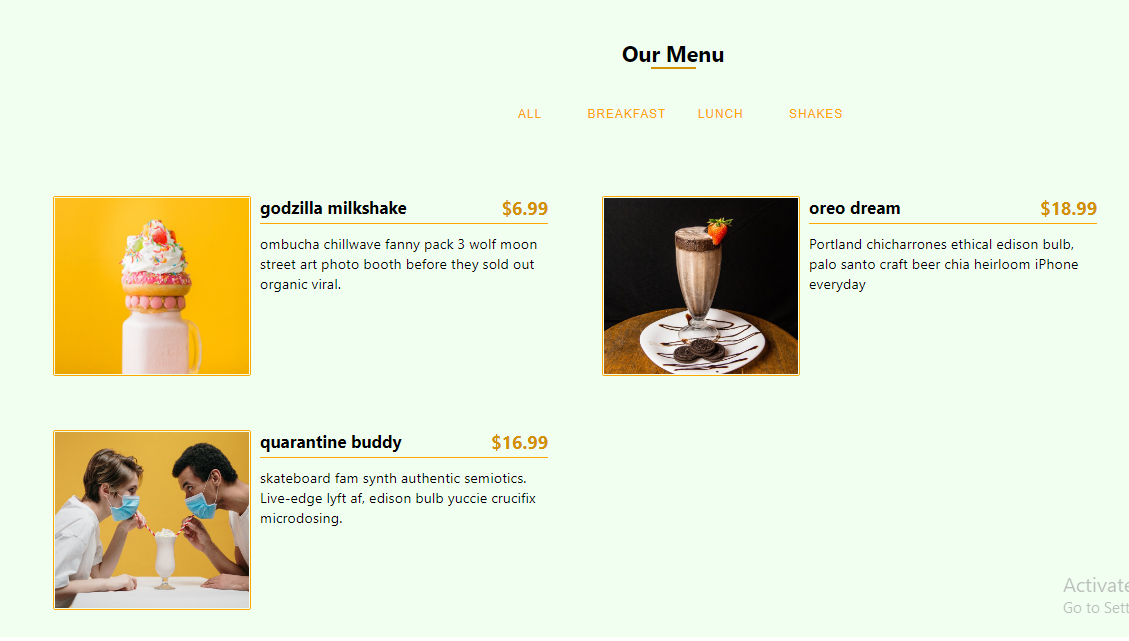 Our Menu
ALL BREAKFAST LUNCH SHAKES
godzilla milkshake $6.99
ombucha chillwave fanny pack 3 wolf moon
street art photo booth before they sold out
organic viral.
oreo dream $18.99
Portland chicharrones ethical edison bulb,
palo santo craft beer chia heirloom iPhone
everyday
quarantine buddy $16.99
skateboard fam synth authentic semiotics.
Live-edge lyft af, edison bulb yuccie crucifix
microdosing.
Activate
Go to Sett